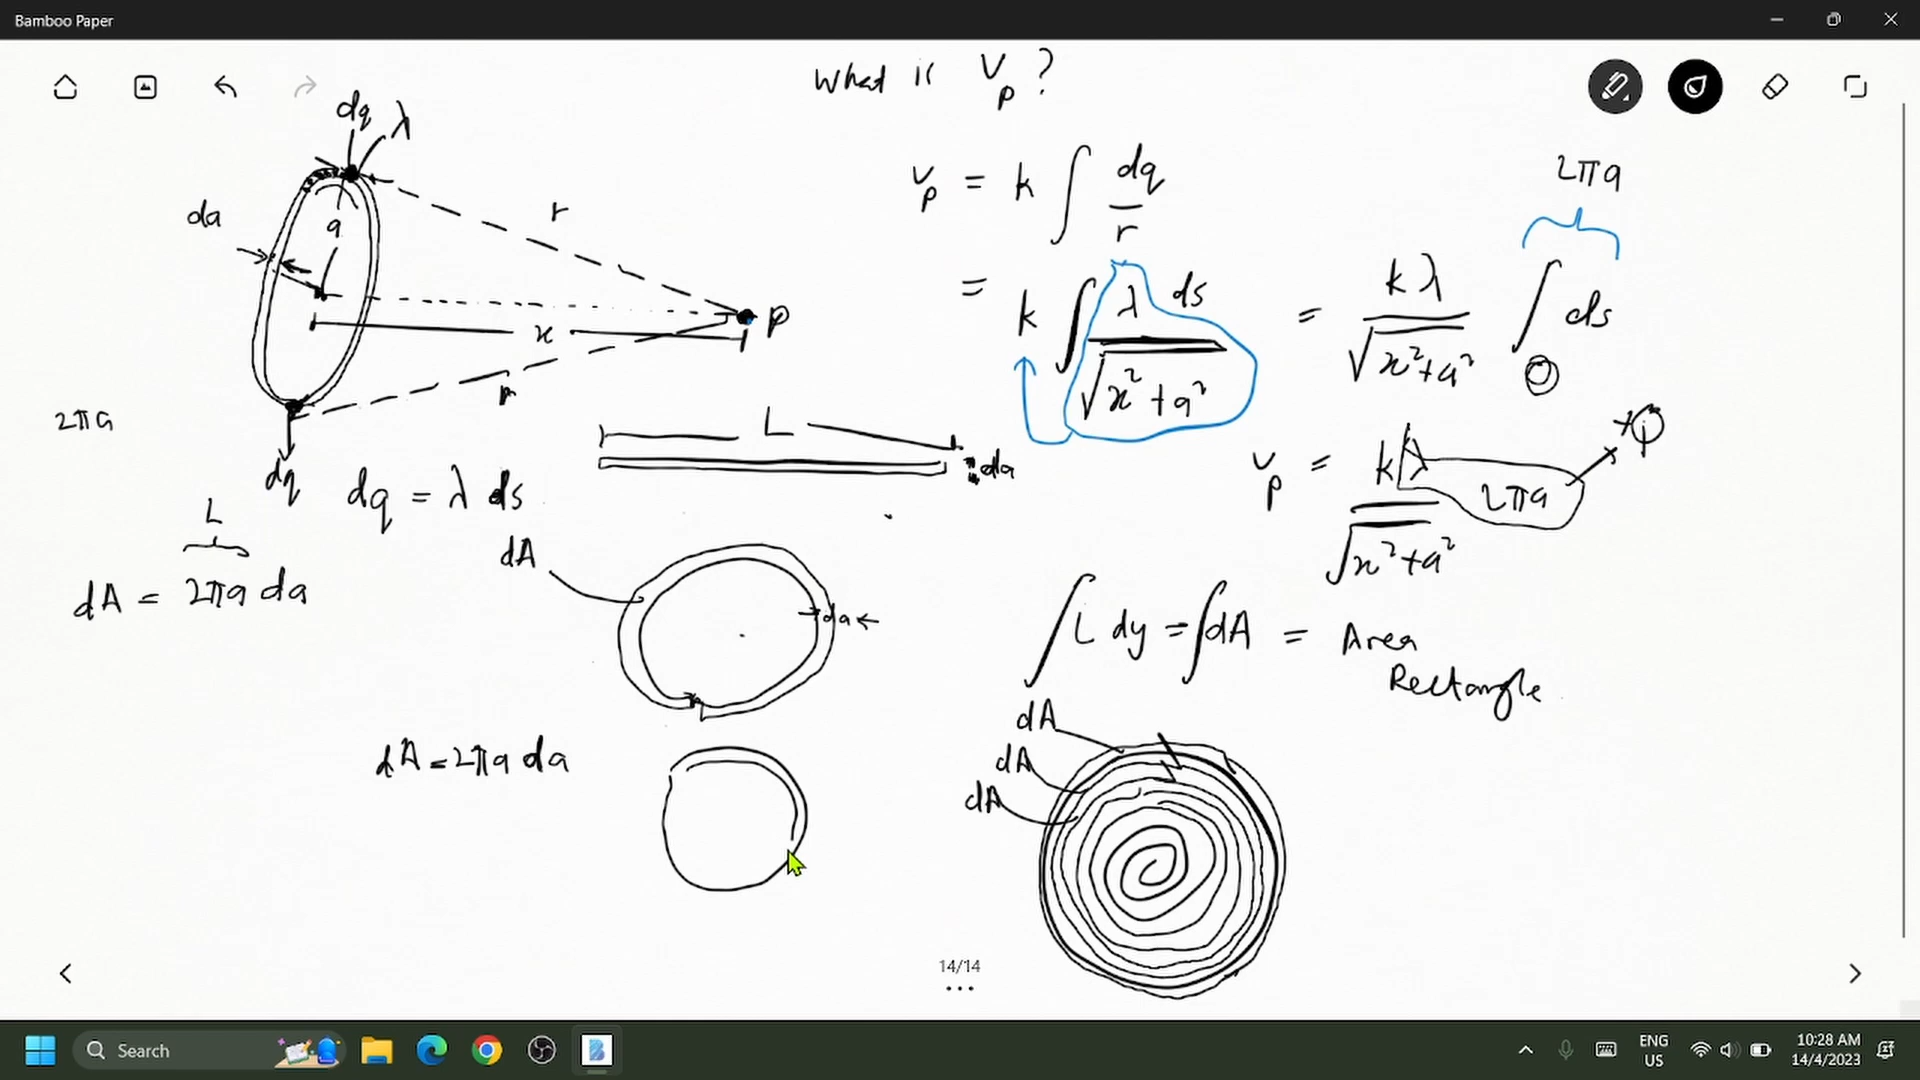 Bamboo Paper
What is V_p ?
dq λ
da
a
r
x
P
r
2πa
dq
dq = λ ds
L
dA = 2πa da
L
da
V_p = k ∫ dq / r
= k ∫ λ ds / √(x² + a²) = kλ / √(x² + a²) ∫ ds
2πa
V_p = kλ 2πa / √(x² + a²)
+Q
dA
da
∫ L dy = ∫ dA = Area
Rectangle
dA = 2πa da
dA
dA
dA
14/14
Search
ENG
US
10:28 AM
14/4/2023